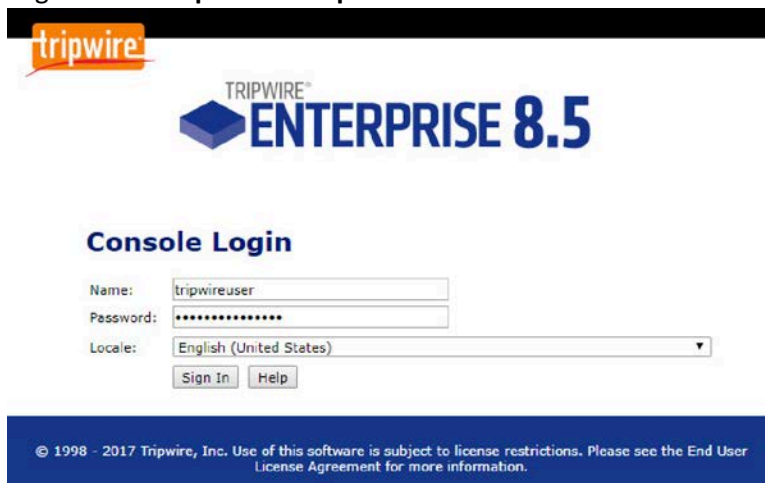 tripwire
TRIPWIRE®
ENTERPRISE 8.5
Console Login
Name: tripwireuser
Password: •••••••••••••••
Locale: English (United States)
Sign In Help
© 1998 - 2017 Tripwire, Inc. Use of this software is subject to license restrictions. Please see the End User
License Agreement for more information.